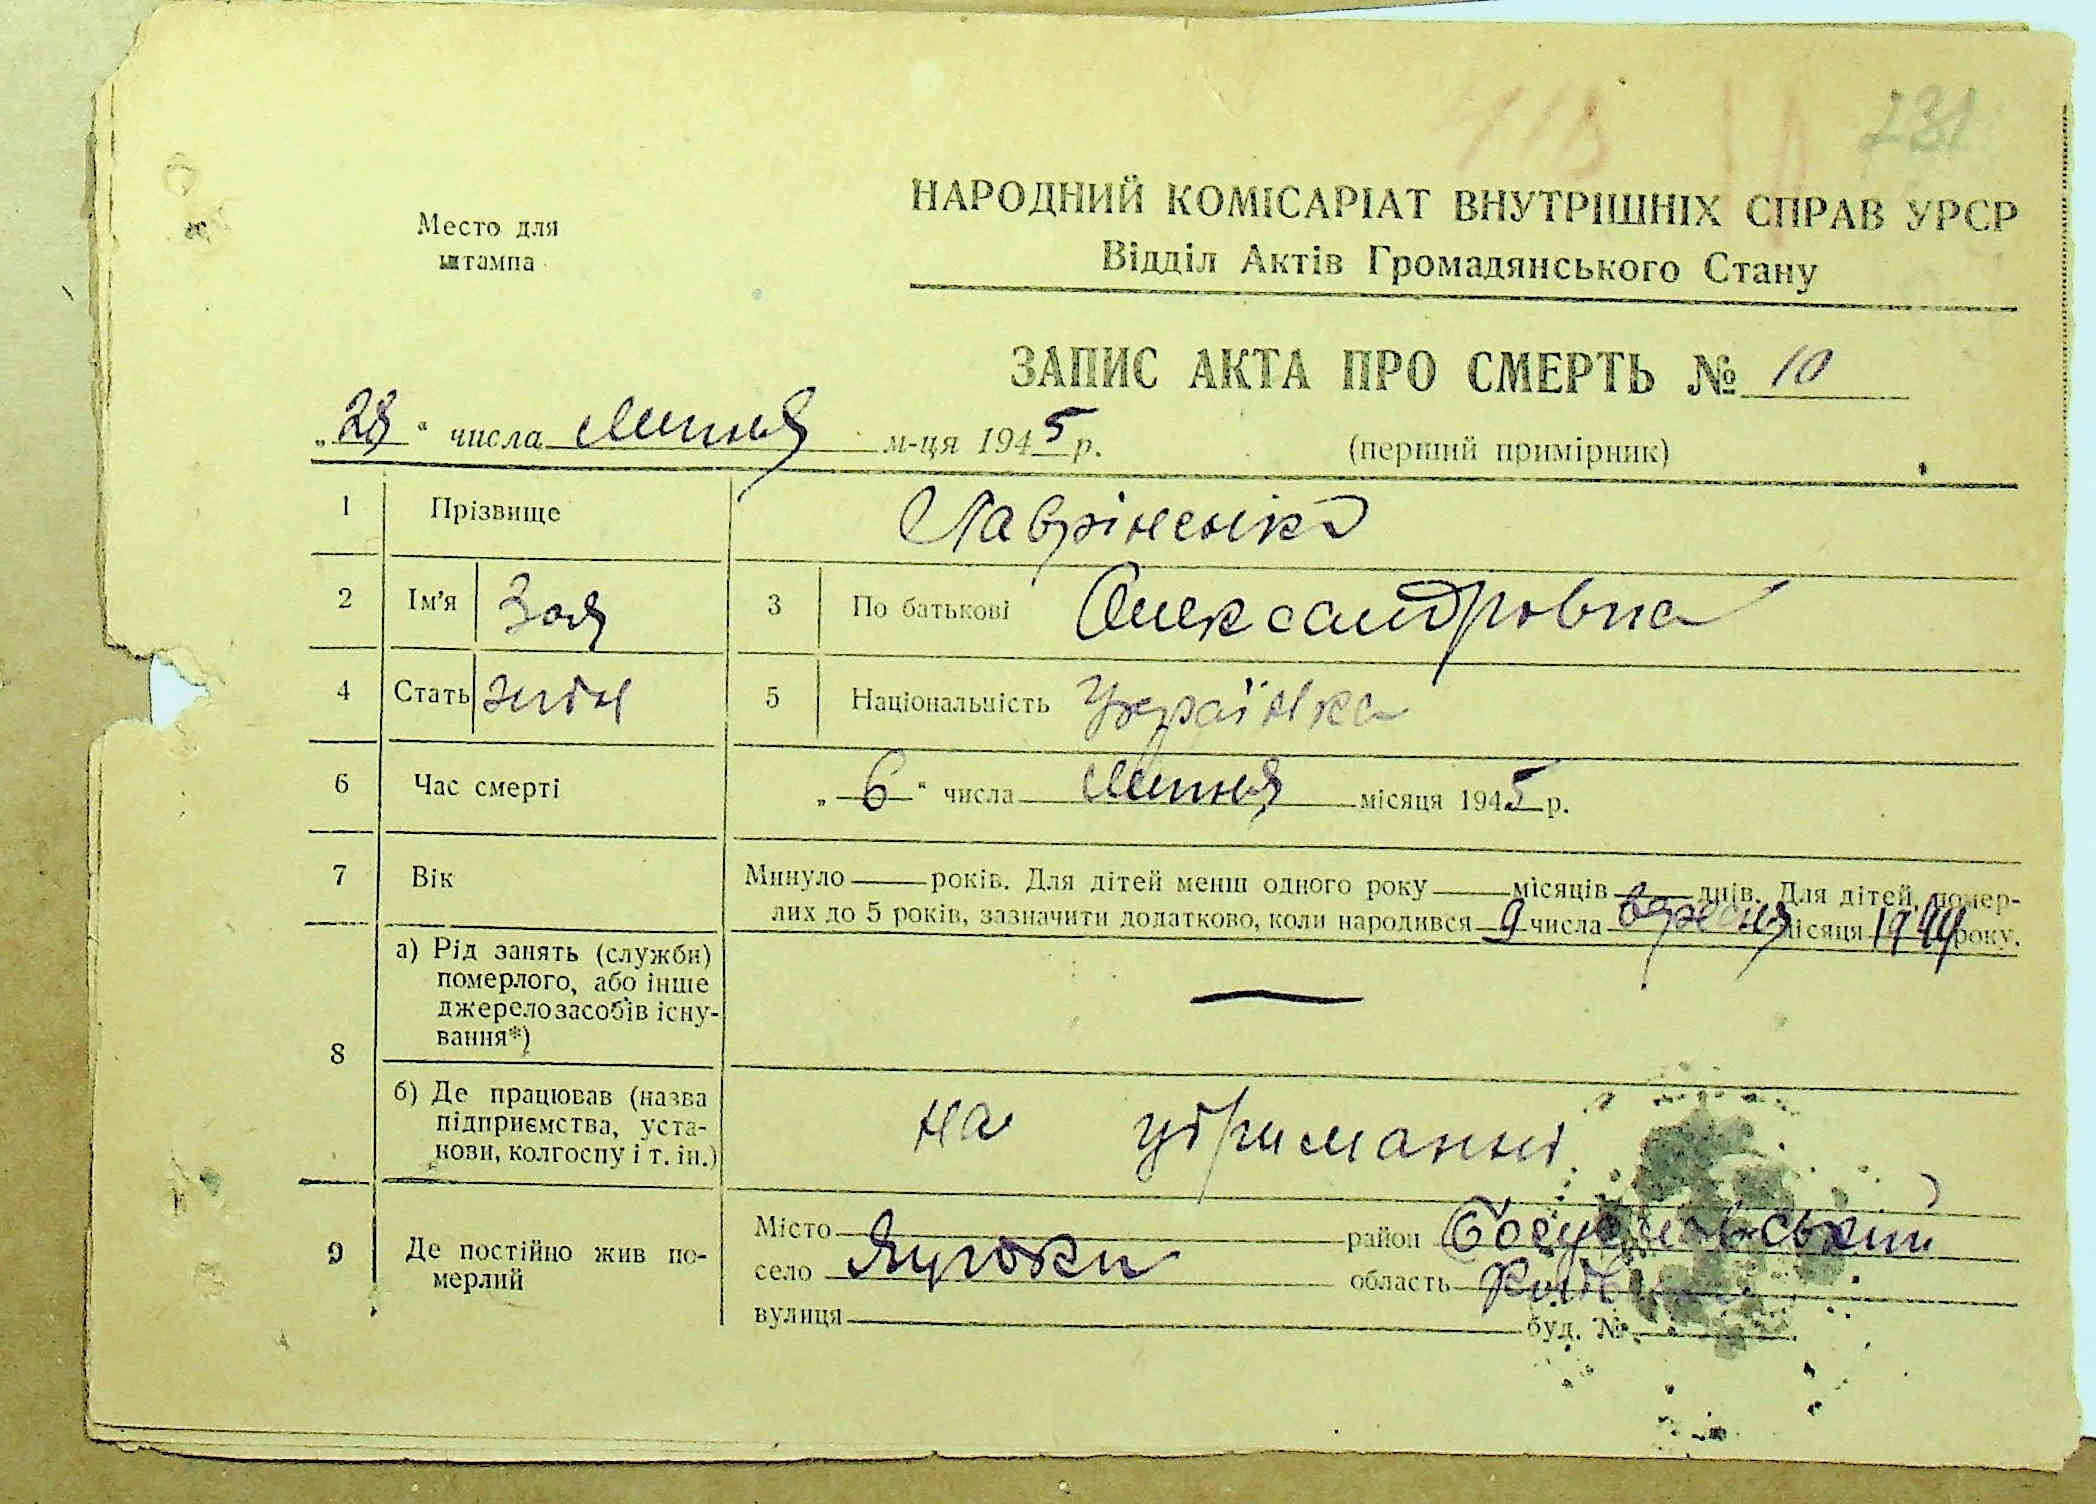 231
НАРОДНИЙ КОМІСАРІАТ ВНУТРІШНІХ СПРАВ УРСР
Место для
штампа
Відділ Актів Громадянського Стану
ЗАПИС АКТА ПРО СМЕРТЬ № 10
„28“ числа липня м-ця 1945 р.
(перший примірник)
1 Прізвище Лавріненко
2 Ім'я Зоя 3 По батькові Олександровна
4 Стать жін 5 Національність Українка
6 Час смерті „6“ числа липня місяця 1945 р.
7 Вік Минуло — років. Для дітей менш одного року — місяців — днів. Для дітей, помер-
лих до 5 років, зазначити додатково, коли народився 9 числа вересня місяця 1944 року.
8 а) Рід занять (служби)
померлого, або інше
джерело засобів існу-
вання*) —
б) Де працював (назва
підприємства, уста-
нови, колгоспу і т. ін.) на утриманні
9 Де постійно жив по-
мерлий
Місто район
село область
вулиця буд. №